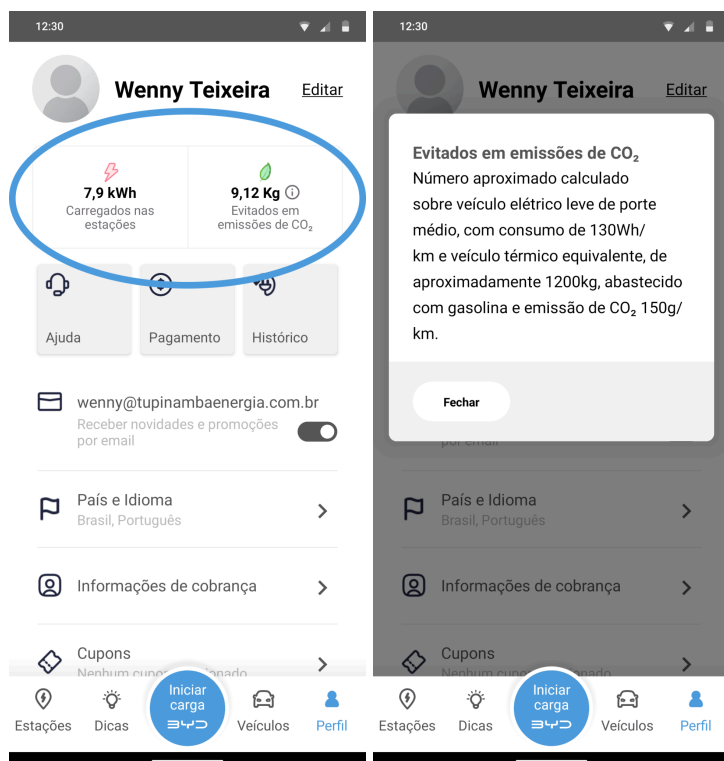 12:30
Wenny Teixeira
Editar
7,9 kWh
Carregados nas
estações
9,12 Kg
Evitados em
emissões de CO₂
Ajuda
Pagamento
Histórico
wenny@tupinambaenergia.com.br
Receber novidades e promoções
por email
País e Idioma
Brasil, Português
Informações de cobrança
Cupons
Estações
Dicas
Iniciar
carga
BYD
Veículos
Perfil
12:30
Wenny Teixeira
Editar
Evitados em emissões de CO₂
Número aproximado calculado
sobre veículo elétrico leve de porte
médio, com consumo de 130Wh/
km e veículo térmico equivalente, de
aproximadamente 1200kg, abastecido
com gasolina e emissão de CO₂ 150g/
km.
Fechar
por email
País e Idioma
Brasil, Português
Informações de cobrança
Cupons
Estações
Dicas
Iniciar
carga
BYD
Veículos
Perfil